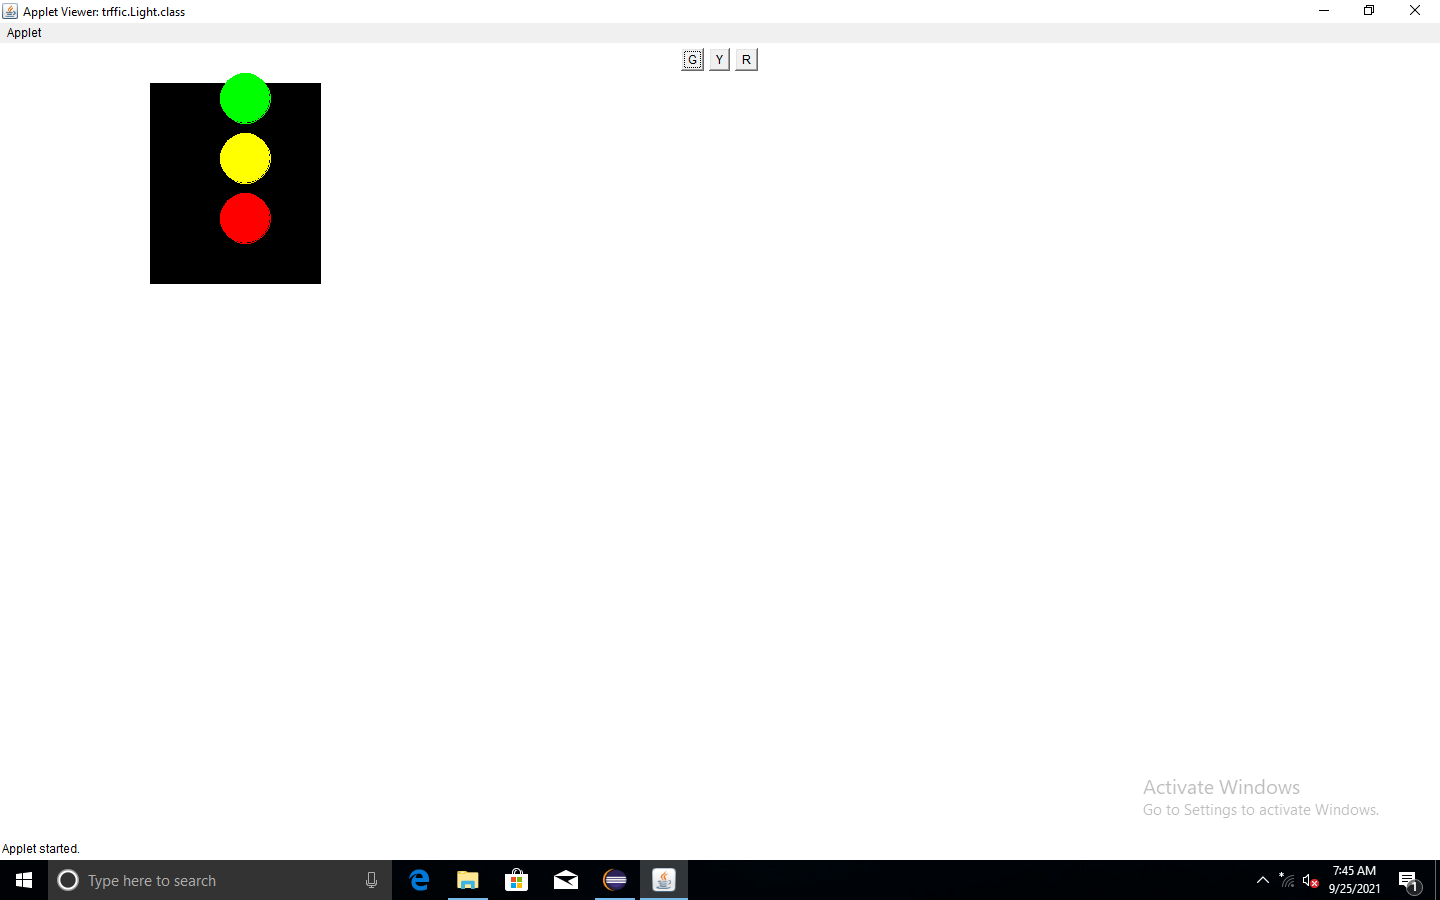 Applet Viewer: trffic.Light.class
Applet
G Y R
Activate Windows
Go to Settings to activate Windows.
Applet started.
Type here to search
7:45 AM
9/25/2021
1